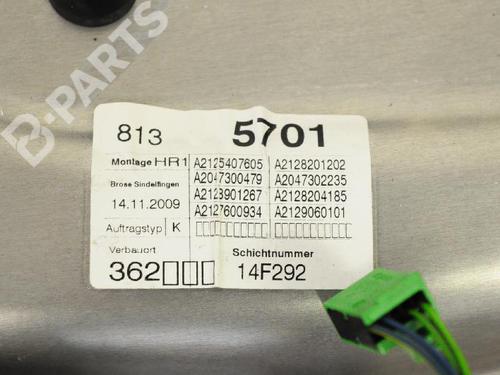 813 5701
Montage HR1 A2125407605 A2128201202
A2047300479 A2047302235
Brose Sindelfingen A2128901267 A2128204185
14.11.2009 A2127600934 A2129060101
Auftragstyp K
Verbauort Schichtnummer
362 14F292
B-PARTS